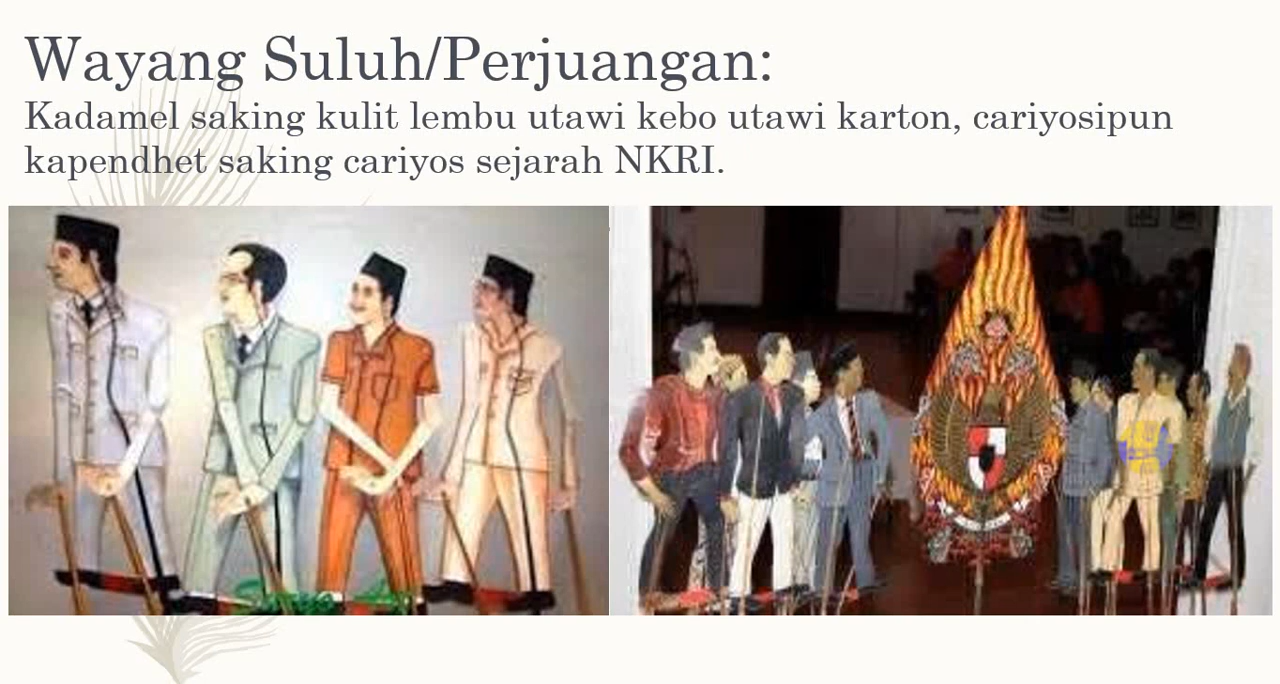 Wayang Suluh/Perjuangan:
Kadamel saking kulit lembu utawi kebo utawi karton, cariyosipun
kapendhet saking cariyos sejarah NKRI.